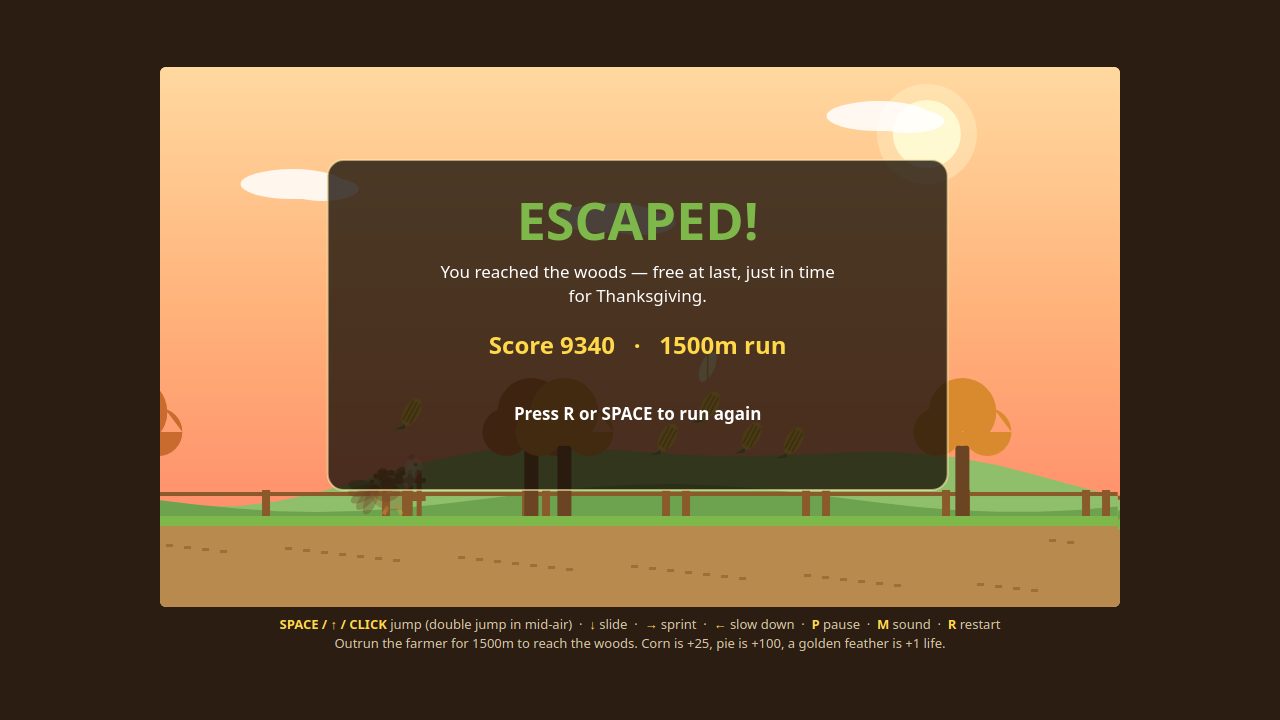 ESCAPED!
You reached the woods — free at last, just in time
for Thanksgiving.
Score 9340 · 1500m run
Press R or SPACE to run again
SPACE / ↑ / CLICK jump (double jump in mid-air) · ↓ slide · → sprint · ← slow down · P pause · M sound · R restart
Outrun the farmer for 1500m to reach the woods. Corn is +25, pie is +100, a golden feather is +1 life.